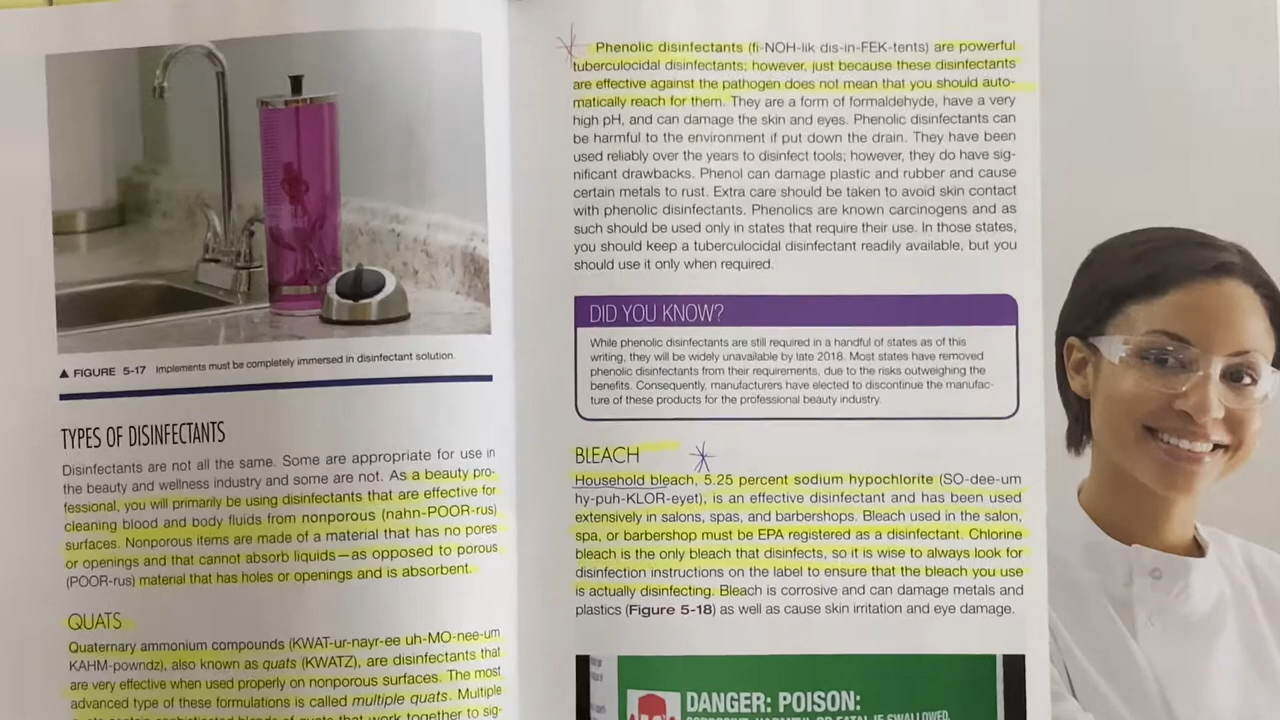 ▲ FIGURE 5-17 Implements must be completely immersed in disinfectant solution.
TYPES OF DISINFECTANTS
Disinfectants are not all the same. Some are appropriate for use in
the beauty and wellness industry and some are not. As a beauty pro-
fessional, you will primarily be using disinfectants that are effective for
cleaning blood and body fluids from nonporous (nahn-POOR-rus)
surfaces. Nonporous items are made of a material that has no pores
or openings and that cannot absorb liquids—as opposed to porous
(POOR-rus) material that has holes or openings and is absorbent.
QUATS
Quaternary ammonium compounds (KWAT-ur-nayr-ee uh-MO-nee-um
KAHM-powndz), also known as quats (KWATZ), are disinfectants that
are very effective when used properly on nonporous surfaces. The most
advanced type of these formulations is called multiple quats. Multiple
quats contain sophisticated blends of quats that work together to sig-
Phenolic disinfectants (fi-NOH-lik dis-in-FEK-tents) are powerful
tuberculocidal disinfectants; however, just because these disinfectants
are effective against the pathogen does not mean that you should auto-
matically reach for them. They are a form of formaldehyde, have a very
high pH, and can damage the skin and eyes. Phenolic disinfectants can
be harmful to the environment if put down the drain. They have been
used reliably over the years to disinfect tools; however, they do have sig-
nificant drawbacks. Phenol can damage plastic and rubber and cause
certain metals to rust. Extra care should be taken to avoid skin contact
with phenolic disinfectants. Phenolics are known carcinogens and as
such should be used only in states that require their use. In those states,
you should keep a tuberculocidal disinfectant readily available, but you
should use it only when required.
DID YOU KNOW?
While phenolic disinfectants are still required in a handful of states as of this
writing, they will be widely unavailable by late 2018. Most states have removed
phenolic disinfectants from their requirements, due to the risks outweighing the
benefits. Consequently, manufacturers have elected to discontinue the manufac-
ture of these products for the professional beauty industry.
BLEACH
Household bleach, 5.25 percent sodium hypochlorite (SO-dee-um
hy-puh-KLOR-eyet), is an effective disinfectant and has been used
extensively in salons, spas, and barbershops. Bleach used in the salon,
spa, or barbershop must be EPA registered as a disinfectant. Chlorine
bleach is the only bleach that disinfects, so it is wise to always look for
disinfection instructions on the label to ensure that the bleach you use
is actually disinfecting. Bleach is corrosive and can damage metals and
plastics (Figure 5-18) as well as cause skin irritation and eye damage.
DANGER: POISON: